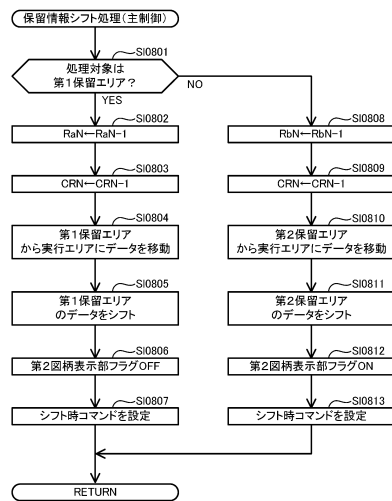 保留情報シフト処理(主制御)
SI0801
処理対象は
第1保留エリア?
YES
NO
SI0802
RaN←RaN-1
SI0803
CRN←CRN-1
SI0804
第1保留エリア
から実行エリアにデータを移動
SI0805
第1保留エリア
のデータをシフト
SI0806
第2図柄表示部フラグOFF
SI0807
シフト時コマンドを設定
SI0808
RbN←RbN-1
SI0809
CRN←CRN-1
SI0810
第2保留エリア
から実行エリアにデータを移動
SI0811
第2保留エリア
のデータをシフト
SI0812
第2図柄表示部フラグON
SI0813
シフト時コマンドを設定
RETURN